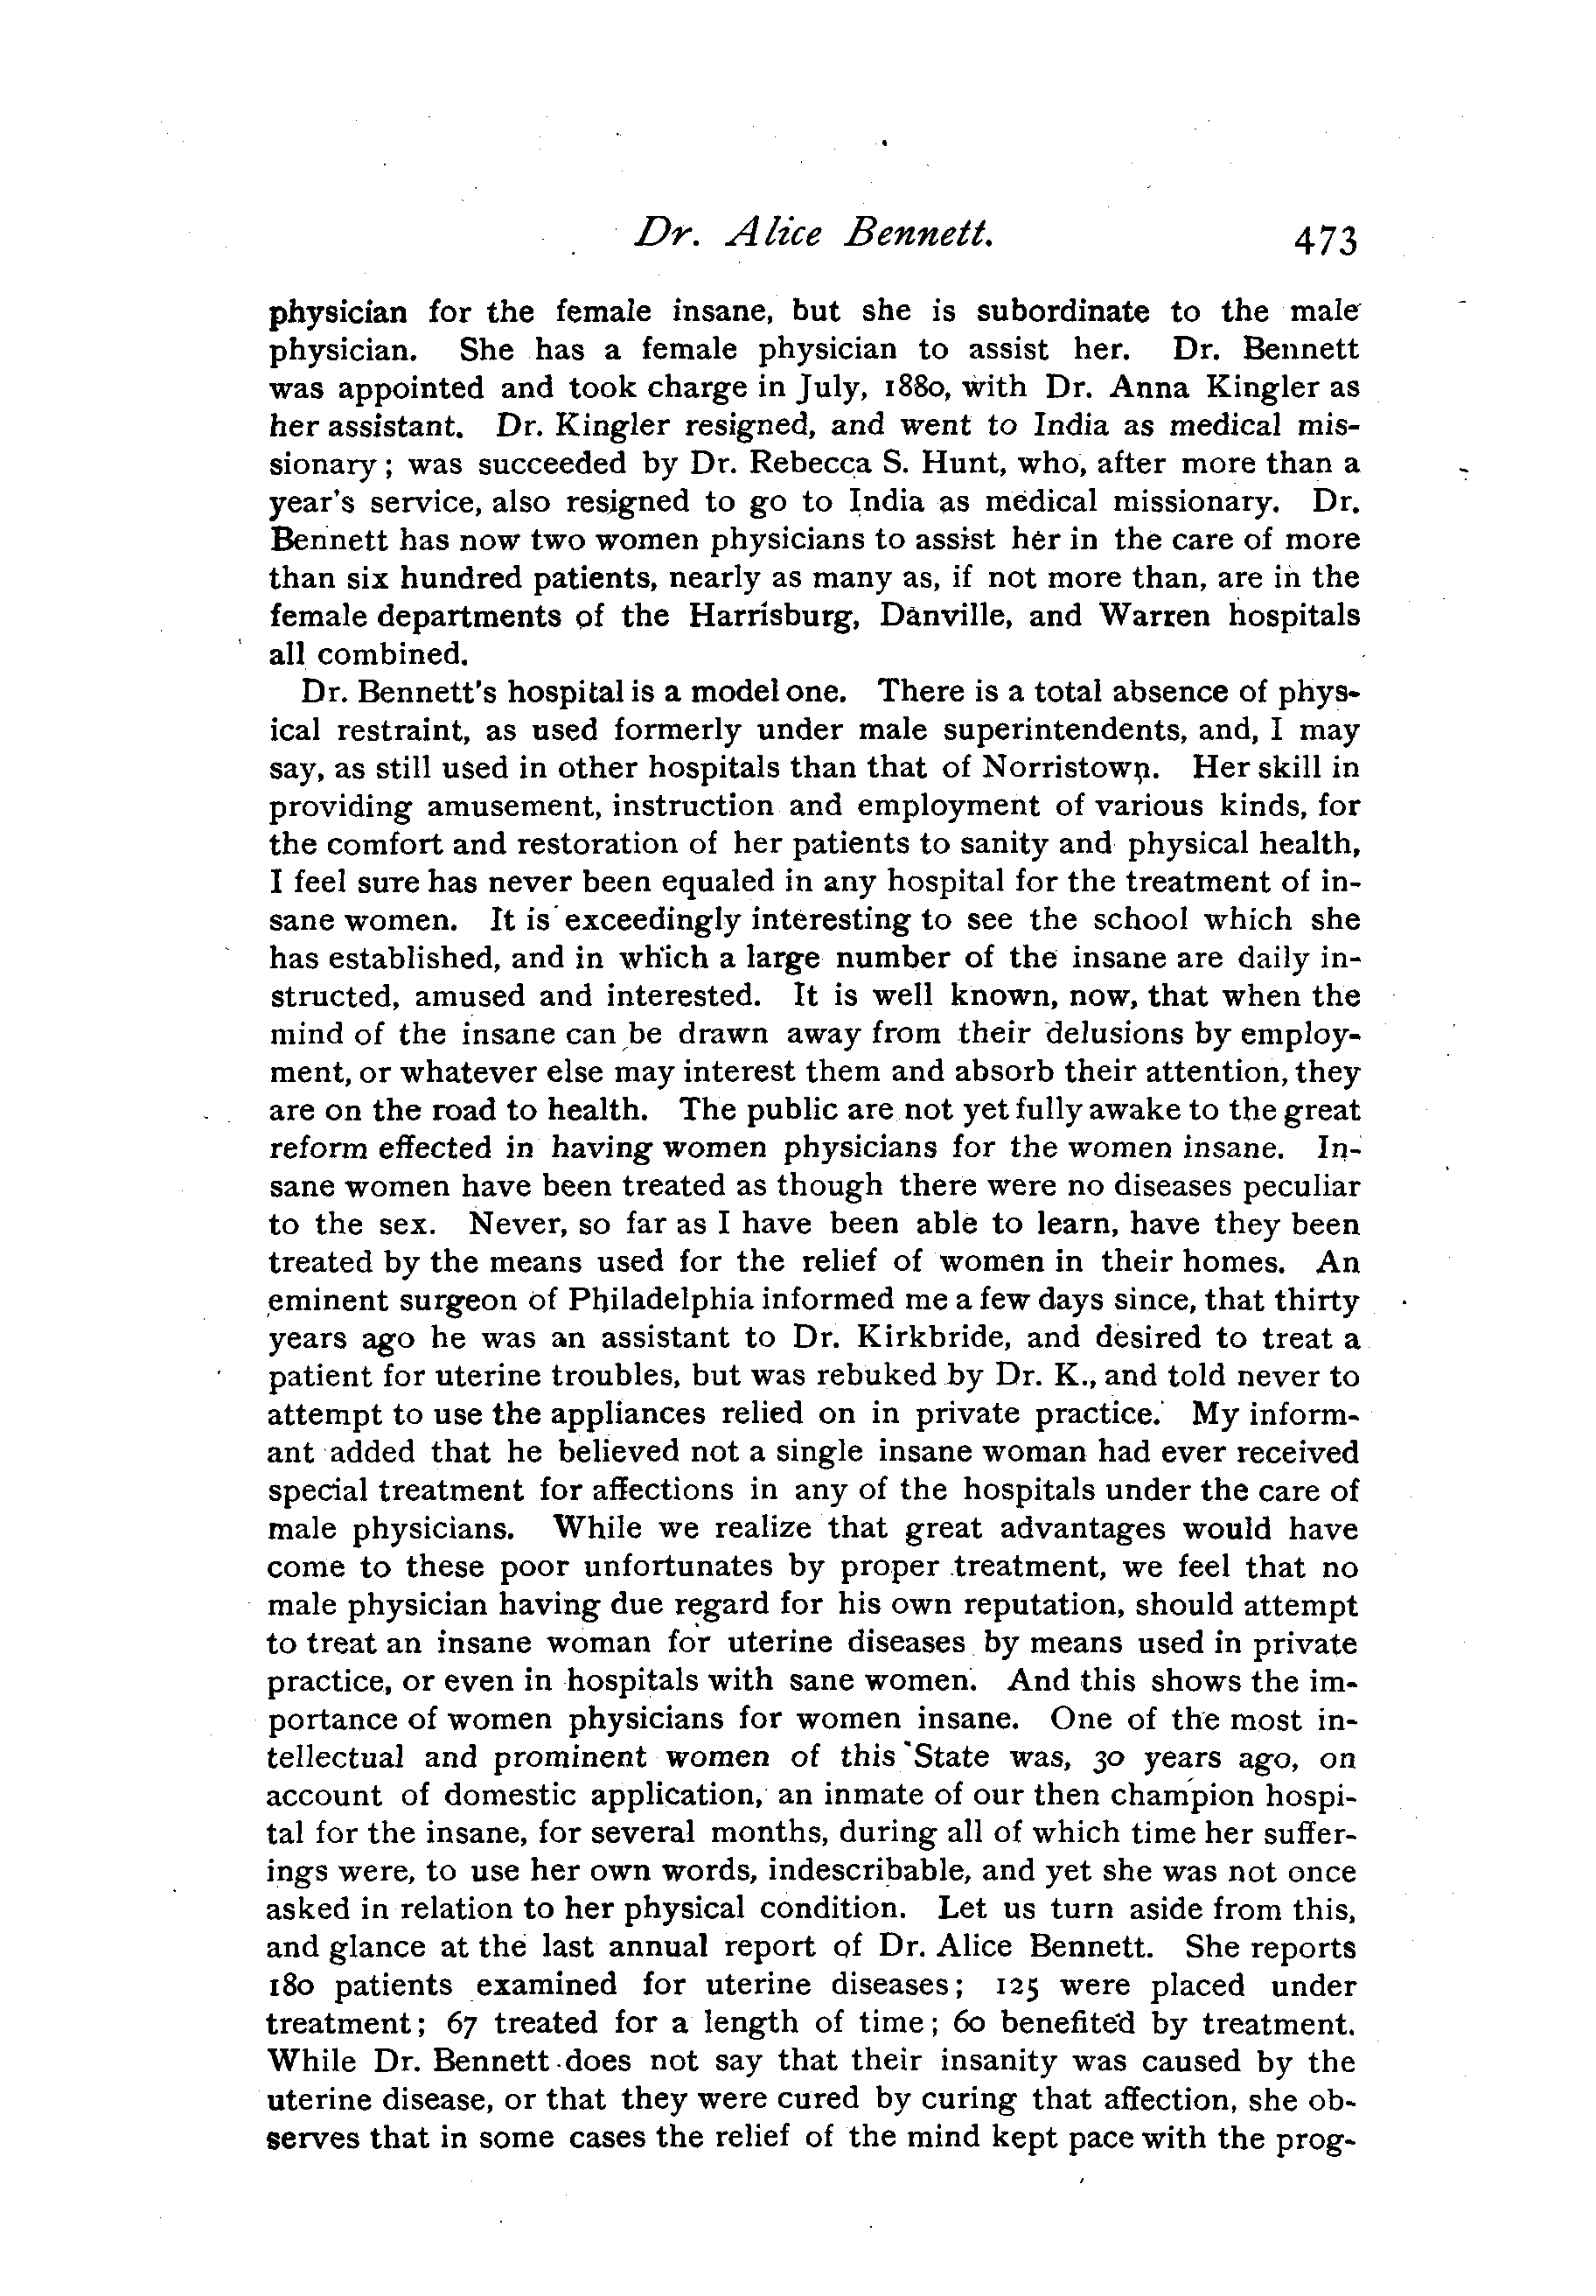 Dr. Alice Bennett. 473
physician for the female insane, but she is subordinate to the male
physician. She has a female physician to assist her. Dr. Bennett
was appointed and took charge in July, 1880, with Dr. Anna Kingler as
her assistant. Dr. Kingler resigned, and went to India as medical mis-
sionary; was succeeded by Dr. Rebecca S. Hunt, who, after more than a
year's service, also resigned to go to India as medical missionary. Dr.
Bennett has now two women physicians to assist her in the care of more
than six hundred patients, nearly as many as, if not more than, are in the
female departments of the Harrisburg, Danville, and Warren hospitals
all combined.
Dr. Bennett's hospital is a model one. There is a total absence of phys-
ical restraint, as used formerly under male superintendents, and, I may
say, as still used in other hospitals than that of Norristown. Her skill in
providing amusement, instruction and employment of various kinds, for
the comfort and restoration of her patients to sanity and physical health,
I feel sure has never been equaled in any hospital for the treatment of in-
sane women. It is exceedingly interesting to see the school which she
has established, and in which a large number of the insane are daily in-
structed, amused and interested. It is well known, now, that when the
mind of the insane can be drawn away from their delusions by employ-
ment, or whatever else may interest them and absorb their attention, they
are on the road to health. The public are not yet fully awake to the great
reform effected in having women physicians for the women insane. In-
sane women have been treated as though there were no diseases peculiar
to the sex. Never, so far as I have been able to learn, have they been
treated by the means used for the relief of women in their homes. An
eminent surgeon of Philadelphia informed me a few days since, that thirty
years ago he was an assistant to Dr. Kirkbride, and desired to treat a
patient for uterine troubles, but was rebuked by Dr. K., and told never to
attempt to use the appliances relied on in private practice. My inform-
ant added that he believed not a single insane woman had ever received
special treatment for affections in any of the hospitals under the care of
male physicians. While we realize that great advantages would have
come to these poor unfortunates by proper treatment, we feel that no
male physician having due regard for his own reputation, should attempt
to treat an insane woman for uterine diseases by means used in private
practice, or even in hospitals with sane women. And this shows the im-
portance of women physicians for women insane. One of the most in-
tellectual and prominent women of this State was, 30 years ago, on
account of domestic application, an inmate of our then champion hospi-
tal for the insane, for several months, during all of which time her suffer-
ings were, to use her own words, indescribable, and yet she was not once
asked in relation to her physical condition. Let us turn aside from this,
and glance at the last annual report of Dr. Alice Bennett. She reports
180 patients examined for uterine diseases; 125 were placed under
treatment; 67 treated for a length of time; 60 benefited by treatment.
While Dr. Bennett does not say that their insanity was caused by the
uterine disease, or that they were cured by curing that affection, she ob-
serves that in some cases the relief of the mind kept pace with the prog-